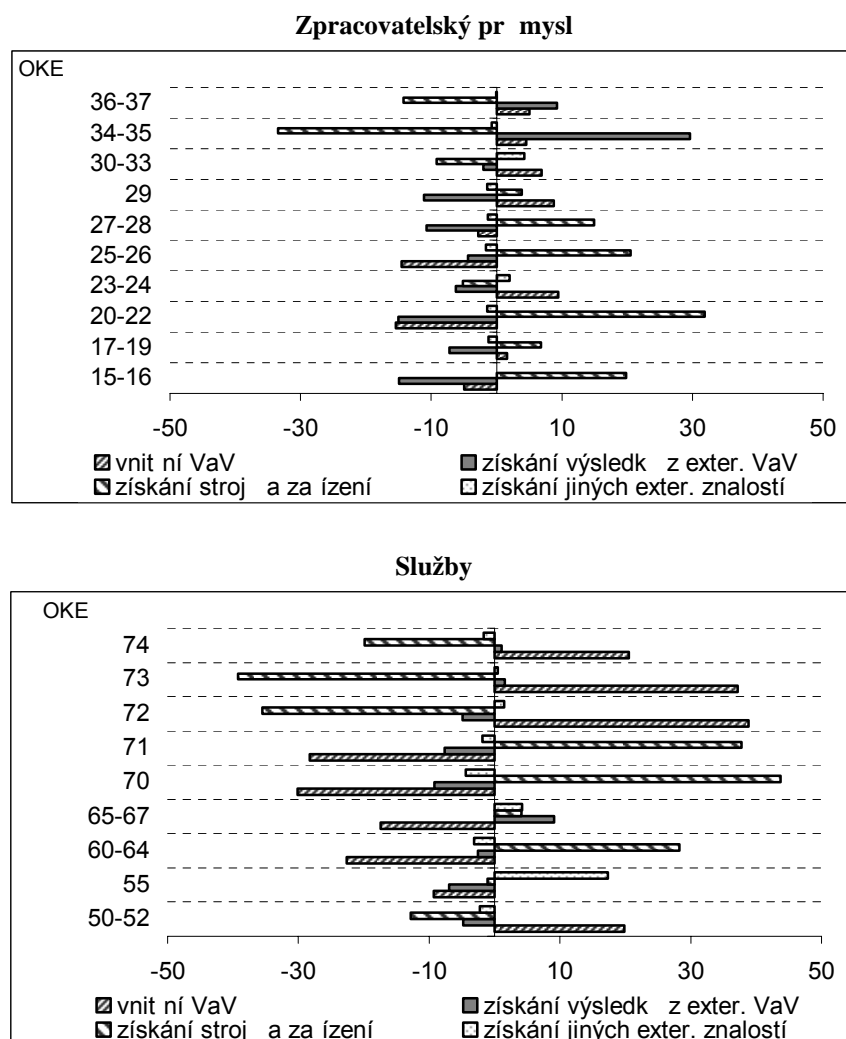 Zpracovatelský pr mysl
OKE
36-37
34-35
30-33
29
27-28
25-26
23-24
20-22
17-19
15-16
-50 -30 -10 10 30 50
vnit ní VaV získání výsledk z exter. VaV
získání stroj a za ízení získání jiných exter. znalostí
Služby
OKE
74
73
72
71
70
65-67
60-64
55
50-52
-50 -30 -10 10 30 50
vnit ní VaV získání výsledk z exter. VaV
získání stroj a za ízení získání jiných exter. znalostí